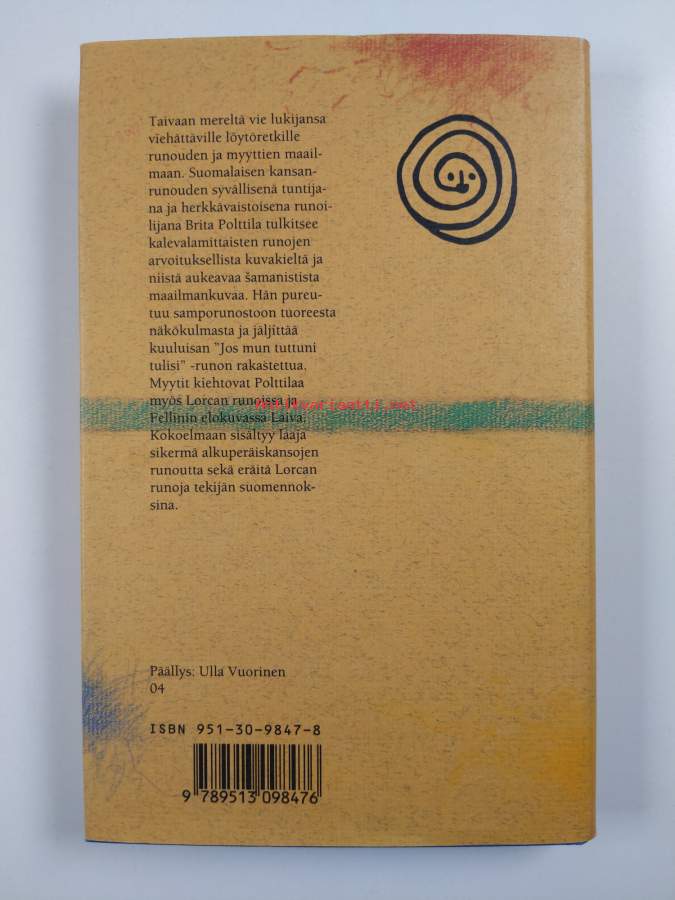 Taivaan mereltä vie lukijansa
viehättäville löytöretkille
runouden ja myyttien maail-
maan. Suomalaisen kansan-
runouden syvällisenä tuntija-
na ja herkkävaistoisena runoi-
lijana Brita Polttila tulkitsee
kalevalamittaisten runojen
arvoituksellista kuvakieltä ja
niistä aukeavaa šamanistista
maailmankuvaa. Hän pureu-
tuu samporunostoon tuoreesta
näkökulmasta ja jäljittää
kuuluisan "Jos mun tuttuni
tulisi" -runon rakastettua.
Myytit kiehtovat Polttilaa
myös Lorcan runoissa ja
Antikvariaatti.net
Fellinin elokuvassa Laiva.
Kokoelmaan sisältyy laaja
sikermä alkuperäiskansojen
runoutta sekä eräitä Lorcan
runoja tekijän suomennok-
sina.
Päällys: Ulla Vuorinen
04
ISBN 951-30-9847-8
9 789513 098476